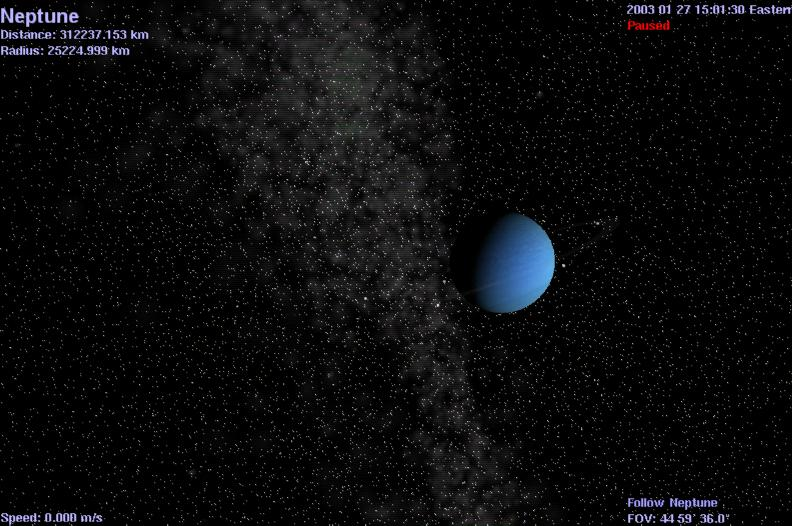 Neptune
Distance: 312237.153 km
Radius: 25224.999 km
2003 01 27 15:01:30 Eastern
Paused
Speed: 0.000 m/s
Follow Neptune
FOV: 44 59' 36.0"